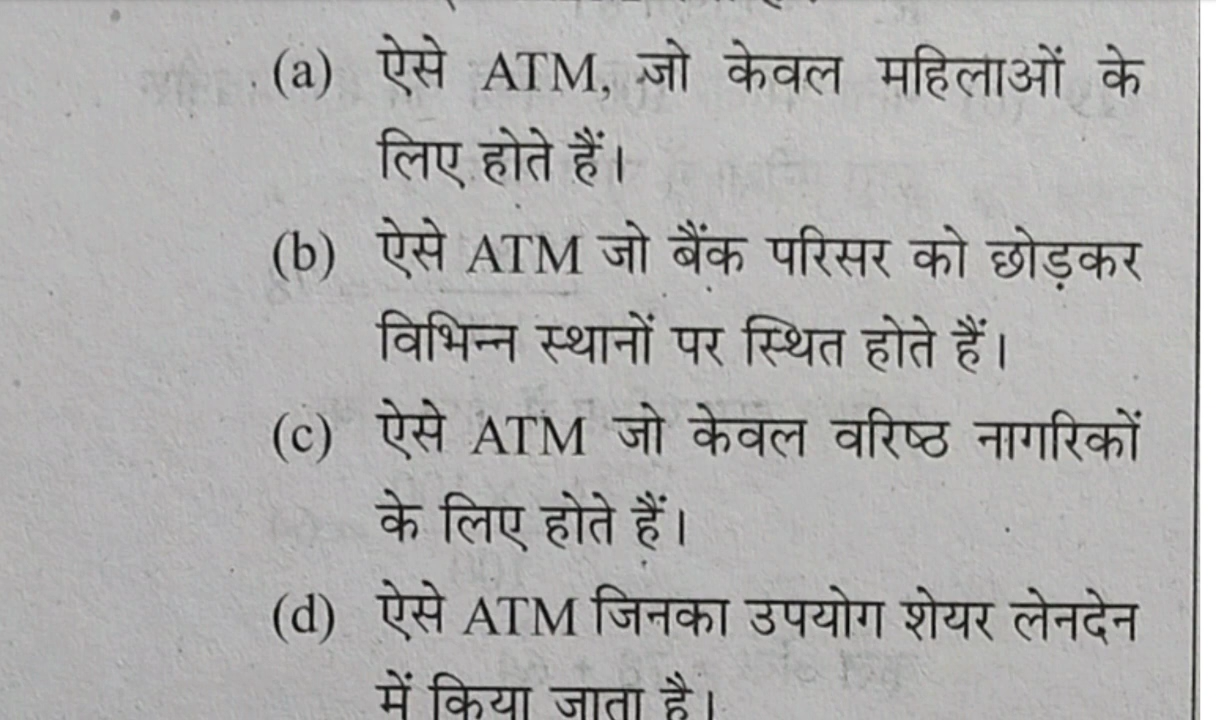 (a) ऐसे ATM, जो केवल महिलाओं के
लिए होते हैं।
(b) ऐसे ATM जो बैंक परिसर को छोड़कर
विभिन्न स्थानों पर स्थित होते हैं।
(c) ऐसे ATM जो केवल वरिष्ठ नागरिकों
के लिए होते हैं।
(d) ऐसे ATM जिनका उपयोग शेयर लेनदेन
में किया जाता है।